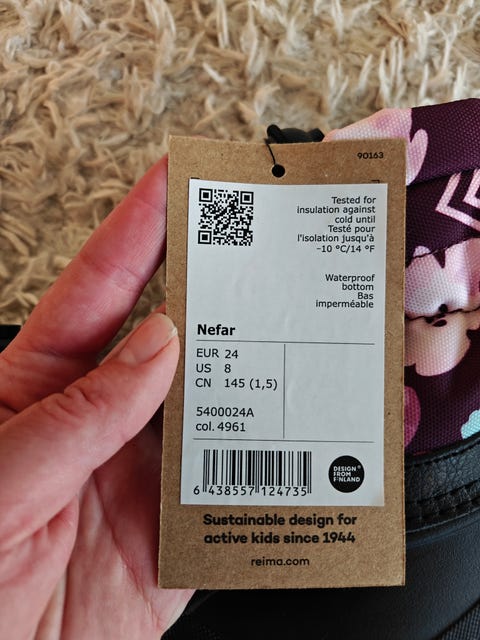 90163
Tested for
insulation against
cold until
Testé pour
l'isolation jusqu'à
-10 °C/14 °F
Waterproof
bottom
Bas
imperméable
Nefar
EUR 24
US 8
CN 145 (1,5)
5400024A
col. 4961
6 438557 124735
DESIGN
FROM
FINLAND
Sustainable design for
active kids since 1944
reima.com